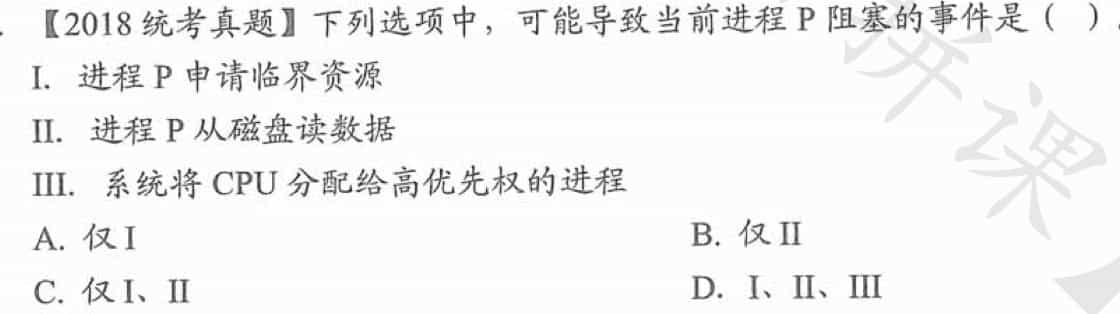 . 【2018 统考真题】下列选项中，可能导致当前进程 P 阻塞的事件是（ ）.
I. 进程 P 申请临界资源
II. 进程 P 从磁盘读数据
III. 系统将 CPU 分配给高优先权的进程
A. 仅 I B. 仅 II
C. 仅 I、II D. I、II、III
拼课